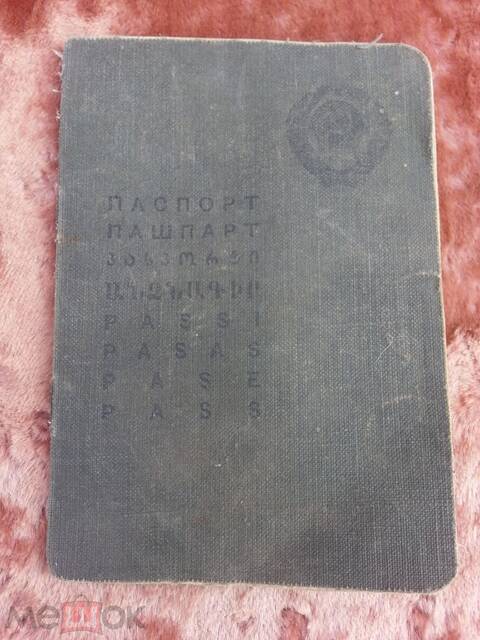 ПАСПОРТ
ПАШПАРТ
ᲞᲐᲡᲞᲝᲠᲢᲘ
ԱՆՁՆԱԳԻՐ
PASSI
PASAS
PASE
PASS
мешок